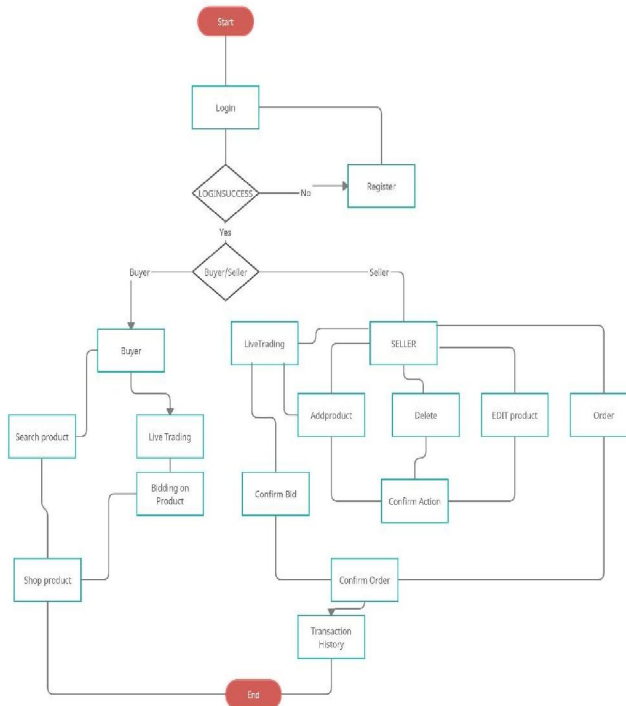 Start
Login
LOGINSUCCESS
No
Register
Yes
Buyer
Buyer/Seller
Seller
Buyer
LiveTrading
SELLER
Search product
Live Trading
Addproduct
Delete
EDIT product
Order
Bidding on
Product
Confirm Bid
Confirm Action
Shop product
Confirm Order
Transaction
History
End